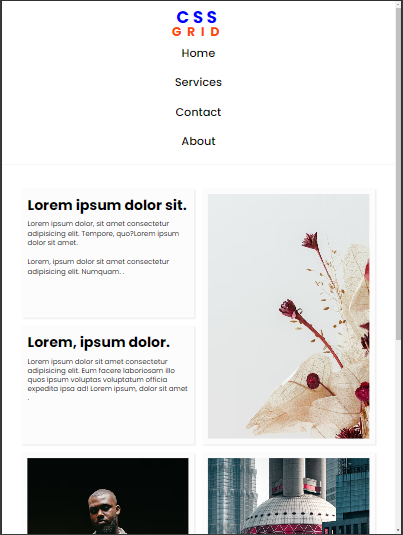 CSS
GRID
Home
Services
Contact
About
Lorem ipsum dolor sit.
Lorem ipsum dolor, sit amet consectetur
adipisicing elit. Tempore, quo?Lorem ipsum
dolor sit amet.
Lorem, ipsum dolor sit amet consectetur
adipisicing elit. Numquam. .
Lorem, ipsum dolor.
Lorem ipsum dolor sit amet consectetur
adipisicing elit. Eum facere laboriosam illo
quos ipsum voluptas voluptatum officia
expedita ipsa ad! Lorem ipsum, dolor sit amet
.